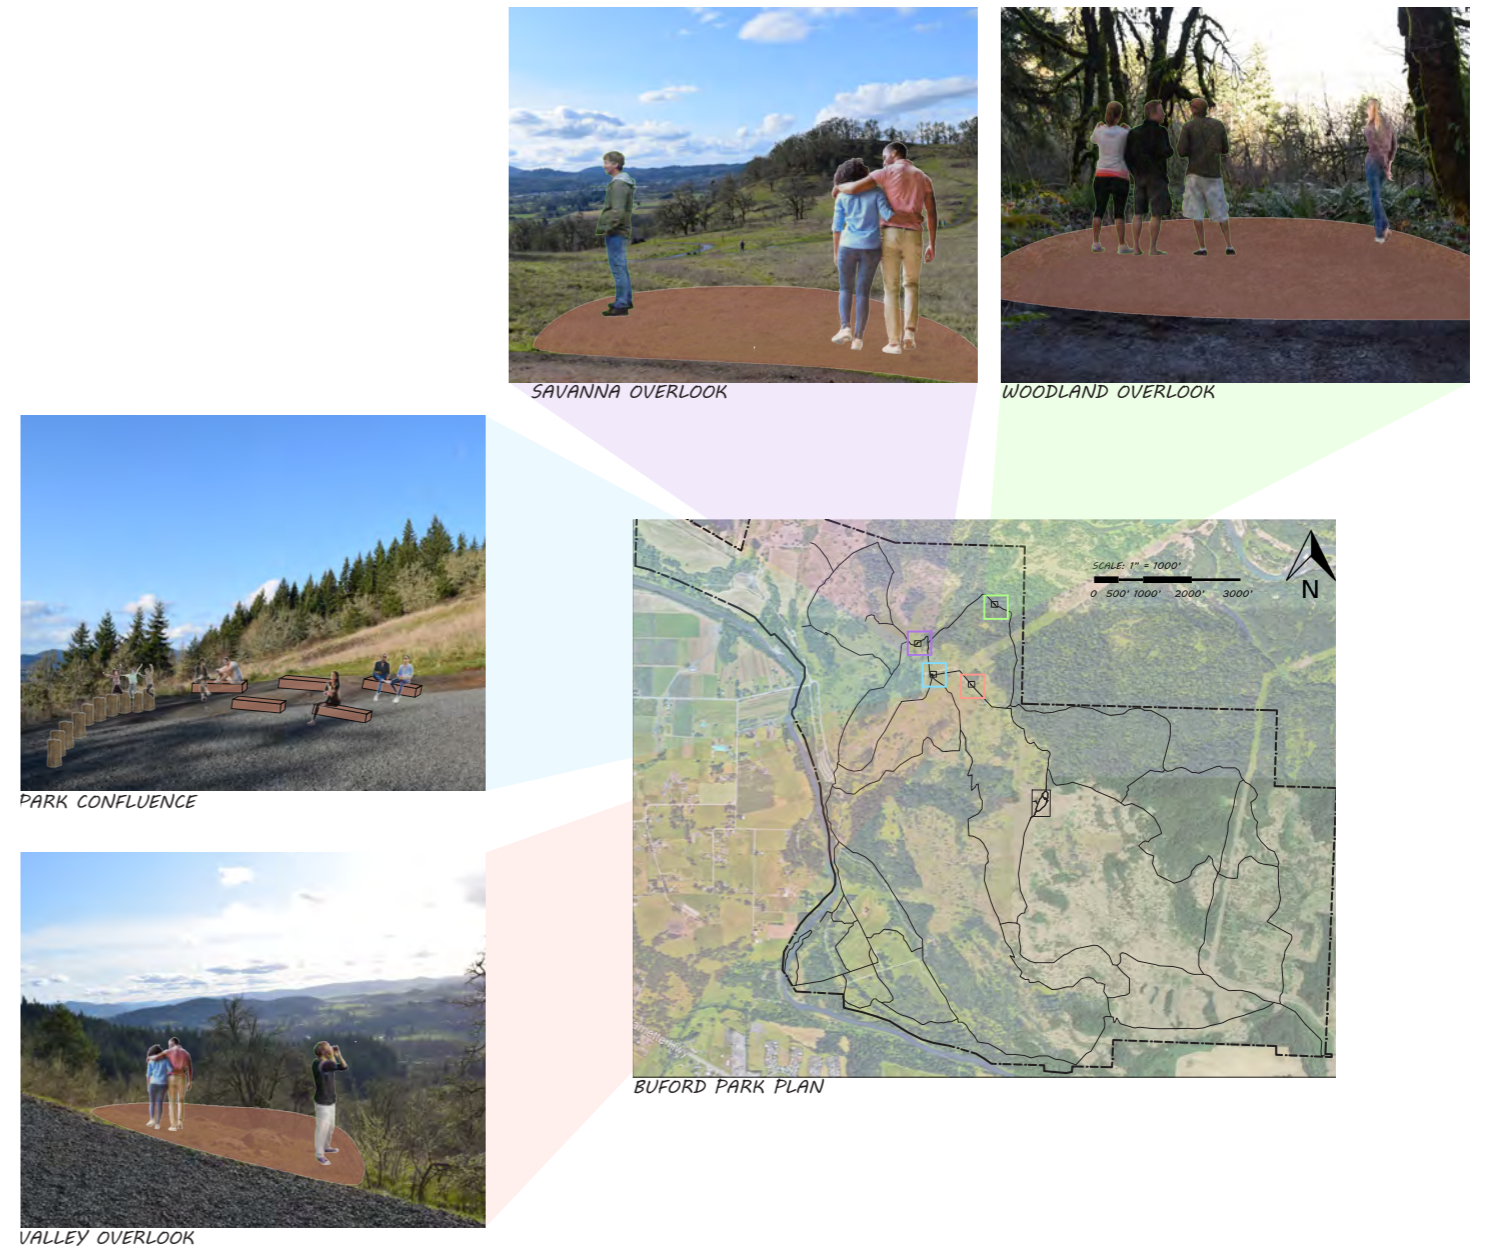 SAVANNA OVERLOOK
WOODLAND OVERLOOK
SCALE: 1" = 1000'
0 500' 1000' 2000' 3000'
N
PARK CONFLUENCE
BUFORD PARK PLAN
VALLEY OVERLOOK